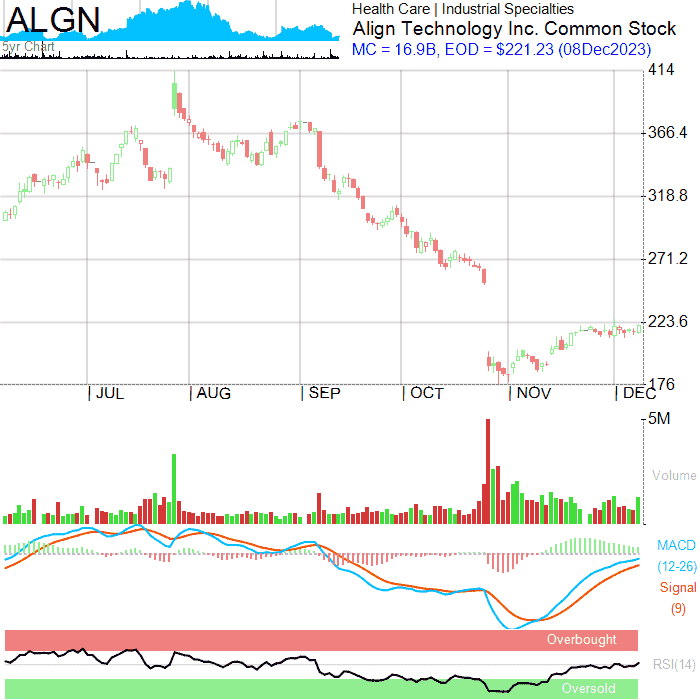 ALGN
5yr Chart
Health Care | Industrial Specialties
Align Technology Inc. Common Stock
MC = 16.9B, EOD = $221.23 (08Dec2023)
414
366.4
318.8
271.2
223.6
176
JUL AUG SEP OCT NOV DEC
5M
Volume
MACD
(12-26)
Signal
(9)
Overbought
RSI(14)
Oversold